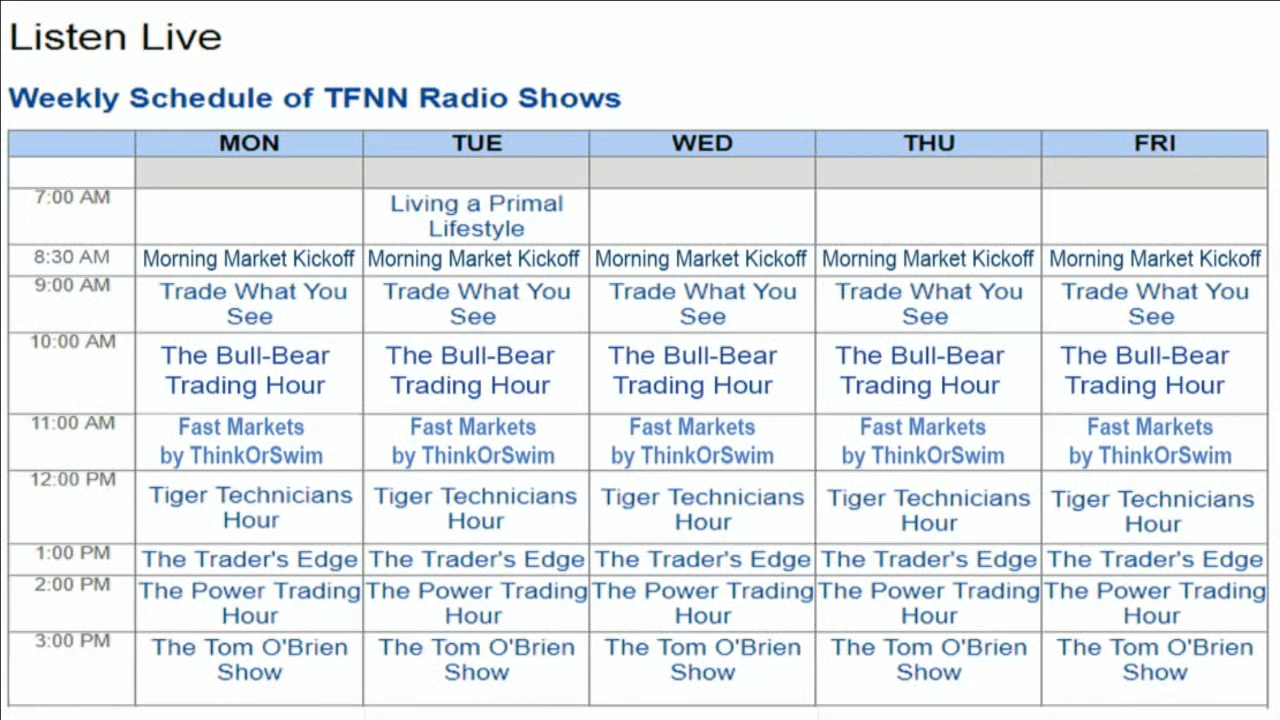 Listen Live
Weekly Schedule of TFNN Radio Shows
MON TUE WED THU FRI
7:00 AM Living a Primal
Lifestyle
8:30 AM Morning Market Kickoff Morning Market Kickoff Morning Market Kickoff Morning Market Kickoff Morning Market Kickoff
9:00 AM Trade What You Trade What You Trade What You Trade What You Trade What You
See See See See See
10:00 AM The Bull-Bear The Bull-Bear The Bull-Bear The Bull-Bear The Bull-Bear
Trading Hour Trading Hour Trading Hour Trading Hour Trading Hour
11:00 AM Fast Markets Fast Markets Fast Markets Fast Markets Fast Markets
by ThinkOrSwim by ThinkOrSwim by ThinkOrSwim by ThinkOrSwim by ThinkOrSwim
12:00 PM Tiger Technicians Tiger Technicians Tiger Technicians Tiger Technicians Tiger Technicians
Hour Hour Hour Hour Hour
1:00 PM The Trader's Edge The Trader's Edge The Trader's Edge The Trader's Edge The Trader's Edge
2:00 PM The Power Trading The Power Trading The Power Trading The Power Trading The Power Trading
Hour Hour Hour Hour Hour
3:00 PM The Tom O'Brien The Tom O'Brien The Tom O'Brien The Tom O'Brien The Tom O'Brien
Show Show Show Show Show